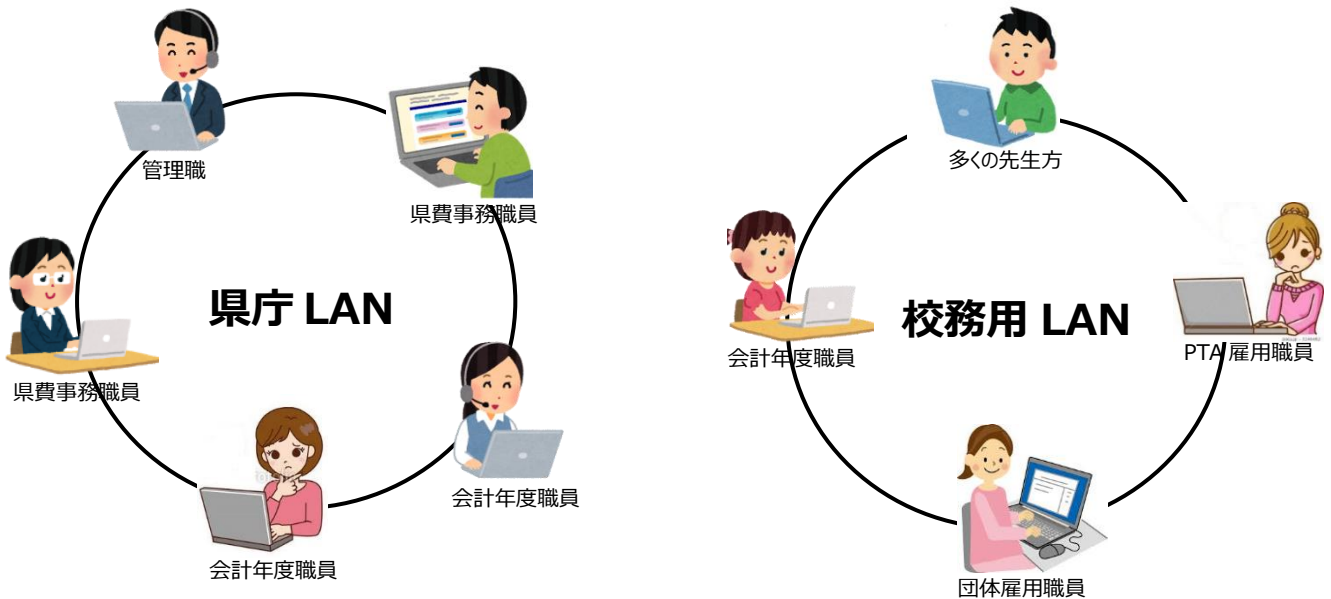 管理職
県費事務職員
県庁 LAN
県費事務職員
会計年度職員
会計年度職員
多くの先生方
校務用 LAN
会計年度職員
PTA 雇用職員
団体雇用職員